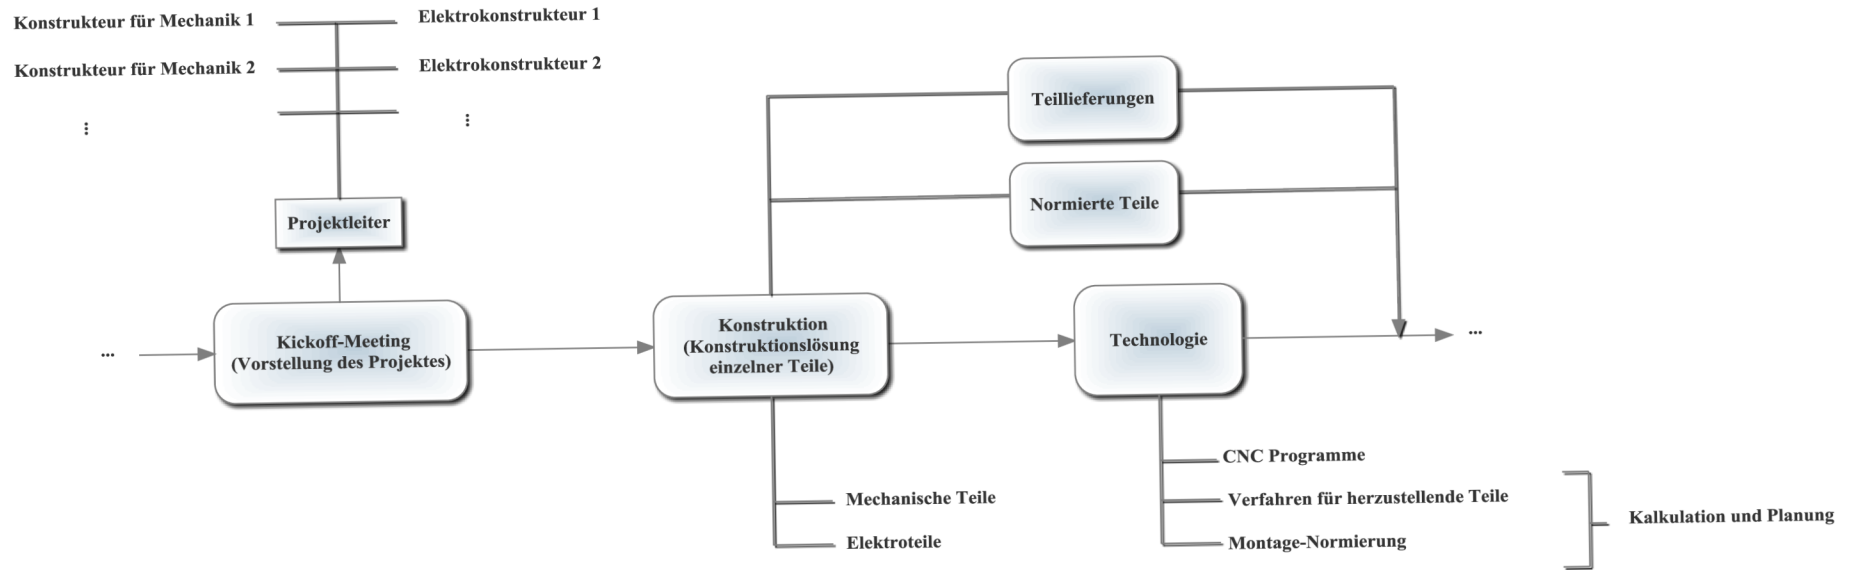 Konstrukteur für Mechanik 1
Elektrokonstrukteur 1
Konstrukteur für Mechanik 2
Elektrokonstrukteur 2
...
...
Projektleiter
Teillieferungen
Normierte Teile
...
Kickoff-Meeting
(Vorstellung des Projektes)
Konstruktion
(Konstruktionslösung
einzelner Teile)
Technologie
...
Mechanische Teile
Elektroteile
CNC Programme
Verfahren für herzustellende Teile
Montage-Normierung
Kalkulation und Planung